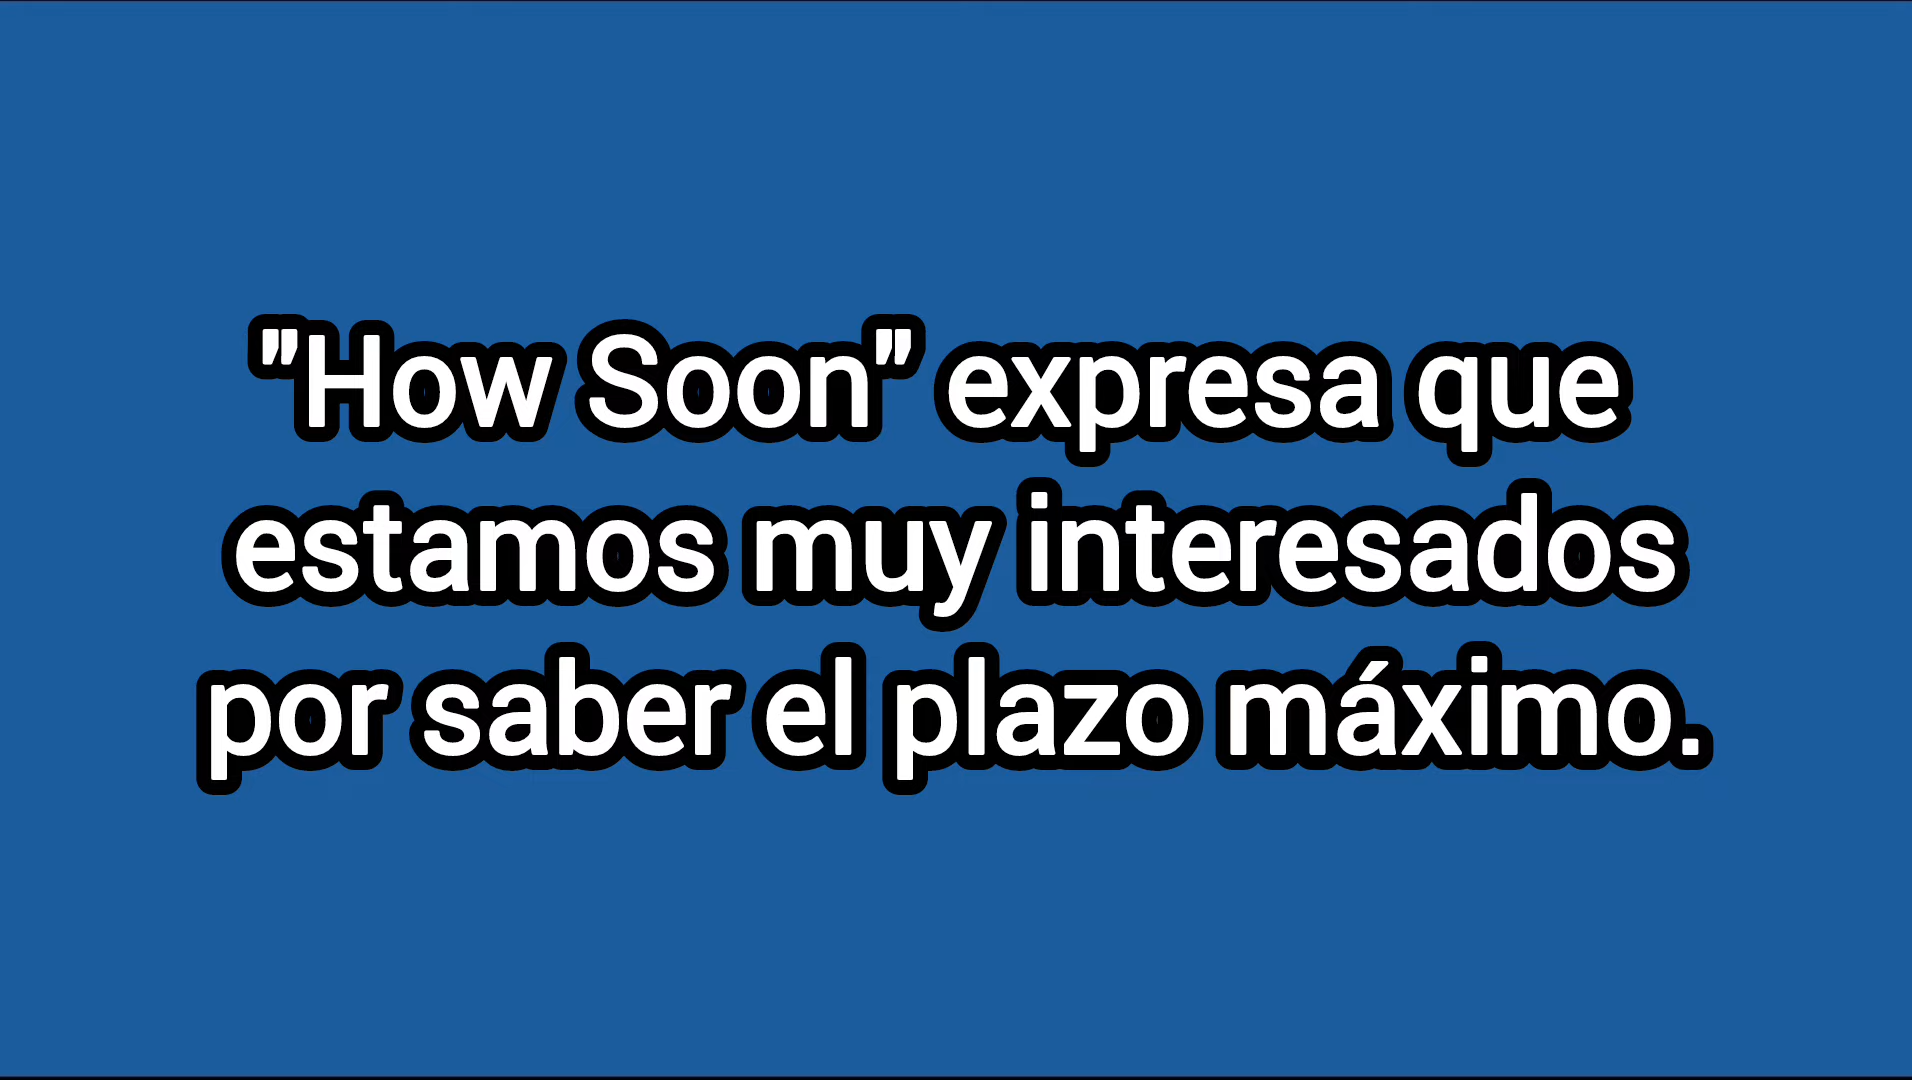 "How Soon" expresa que
estamos muy interesados
por saber el plazo máximo.